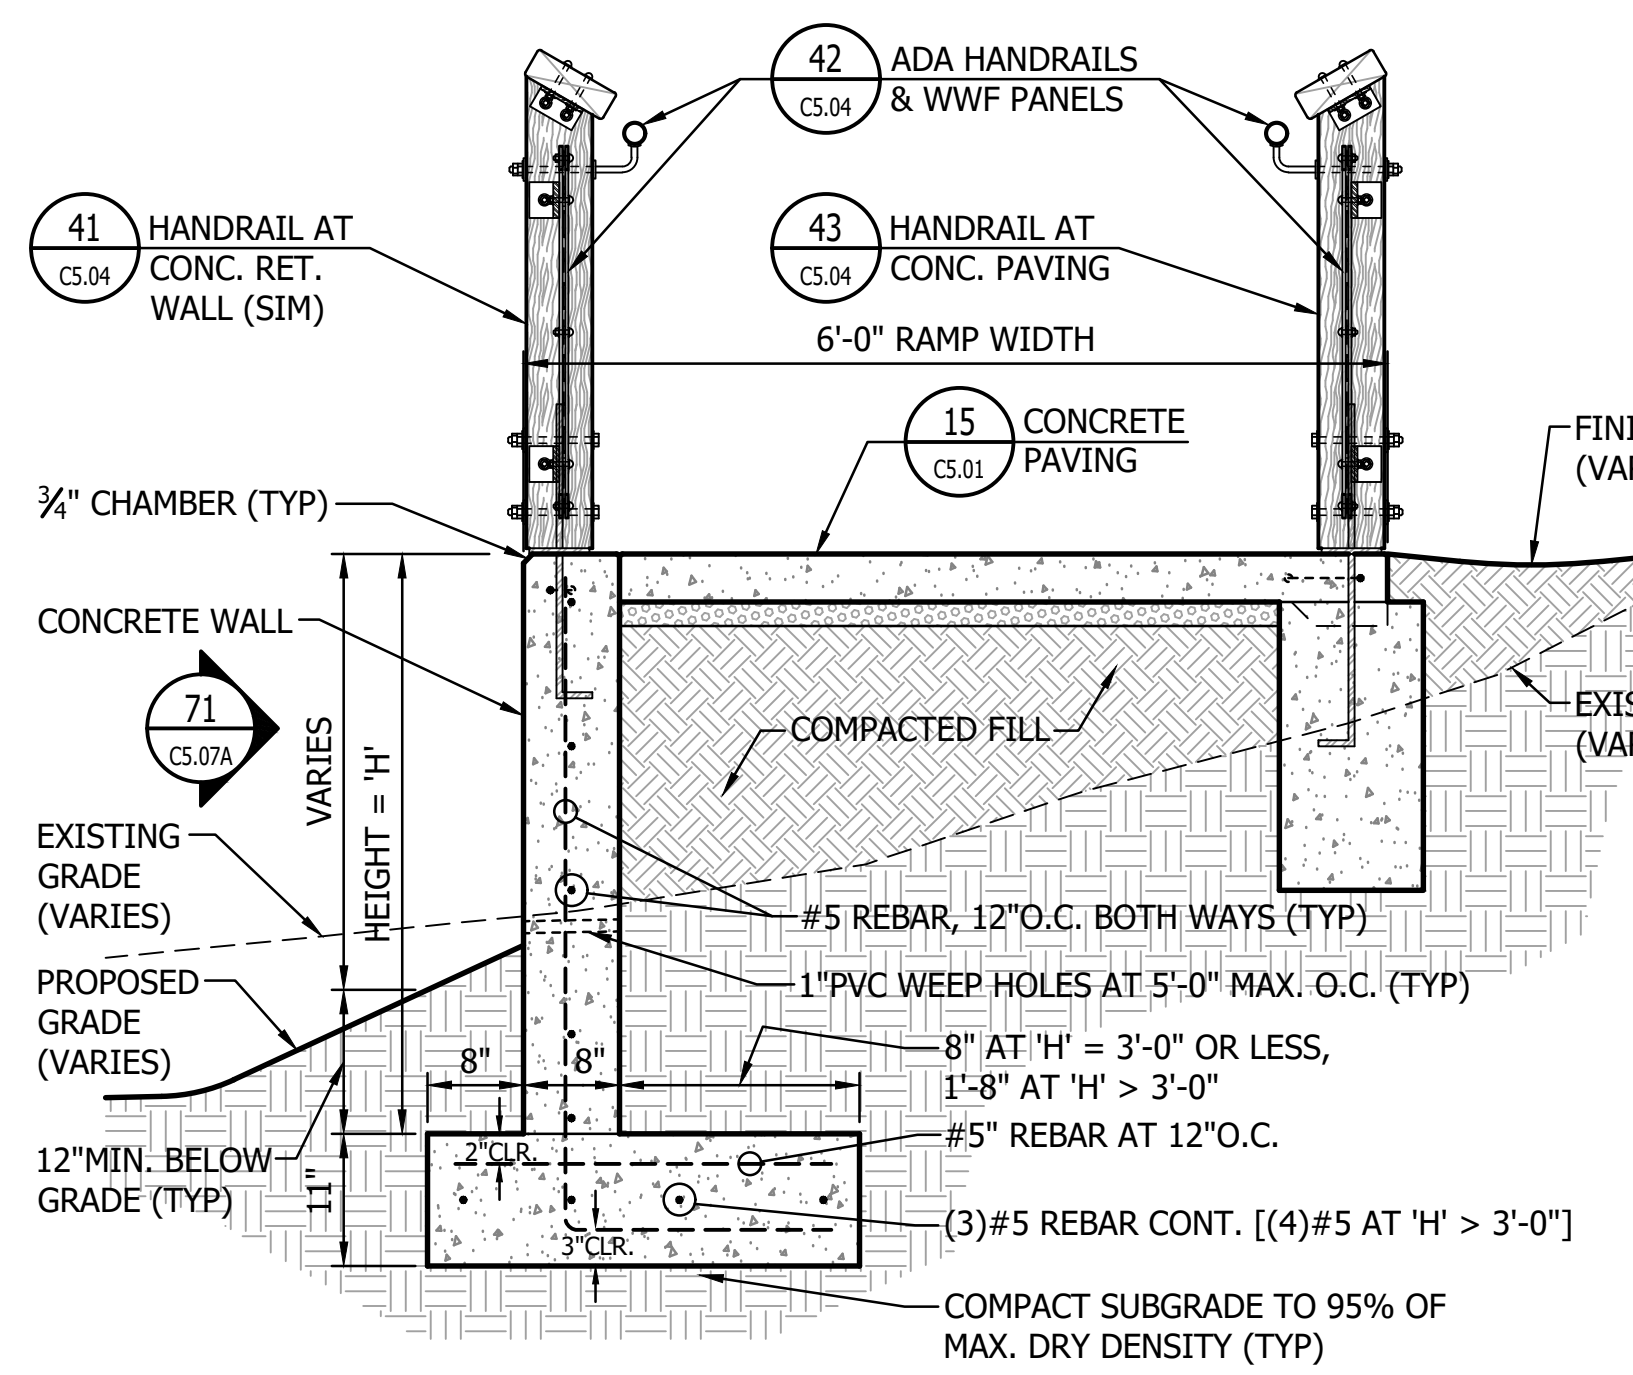 42
C5.04
ADA HANDRAILS
& WWF PANELS
41
C5.04
HANDRAIL AT
CONC. RET.
WALL (SIM)
43
C5.04
HANDRAIL AT
CONC. PAVING
6'-0" RAMP WIDTH
15
C5.01
CONCRETE
PAVING
¾" CHAMBER (TYP)
CONCRETE WALL
71
C5.07A
VARIES
HEIGHT = 'H'
COMPACTED FILL
EXISTING
GRADE
(VARIES)
PROPOSED
GRADE
(VARIES)
#5 REBAR, 12"O.C. BOTH WAYS (TYP)
1"PVC WEEP HOLES AT 5'-0" MAX. O.C. (TYP)
8"
8"
8" AT 'H' = 3'-0" OR LESS,
1'-8" AT 'H' > 3'-0"
12"MIN. BELOW
GRADE (TYP)
11"
2"CLR.
#5" REBAR AT 12"O.C.
3"CLR.
(3)#5 REBAR CONT. [(4)#5 AT 'H' > 3'-0"]
COMPACT SUBGRADE TO 95% OF
MAX. DRY DENSITY (TYP)